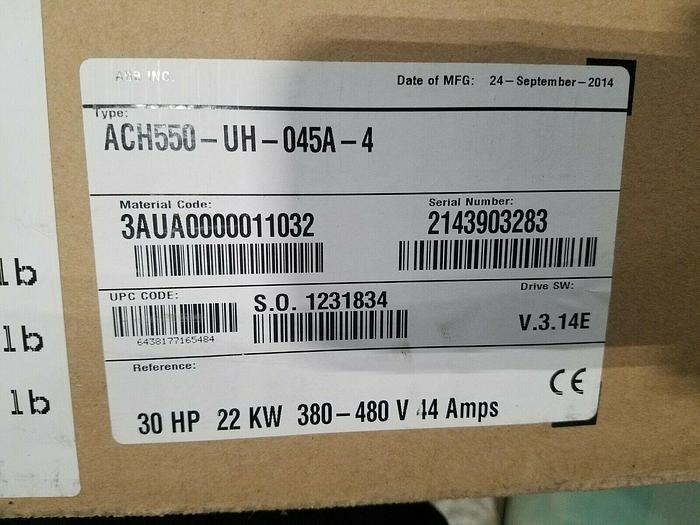 ABB INC.
Date of MFG: 24-September-2014
Type:
ACH550-UH-045A-4
Material Code:
3AUA0000011032
Serial Number:
2143903283
UPC CODE:
6438177165484
S.O. 1231834
Drive SW:
V.3.14E
Reference:
CE
30 HP 22 KW 380-480 V 44 Amps
lb
lb
lb